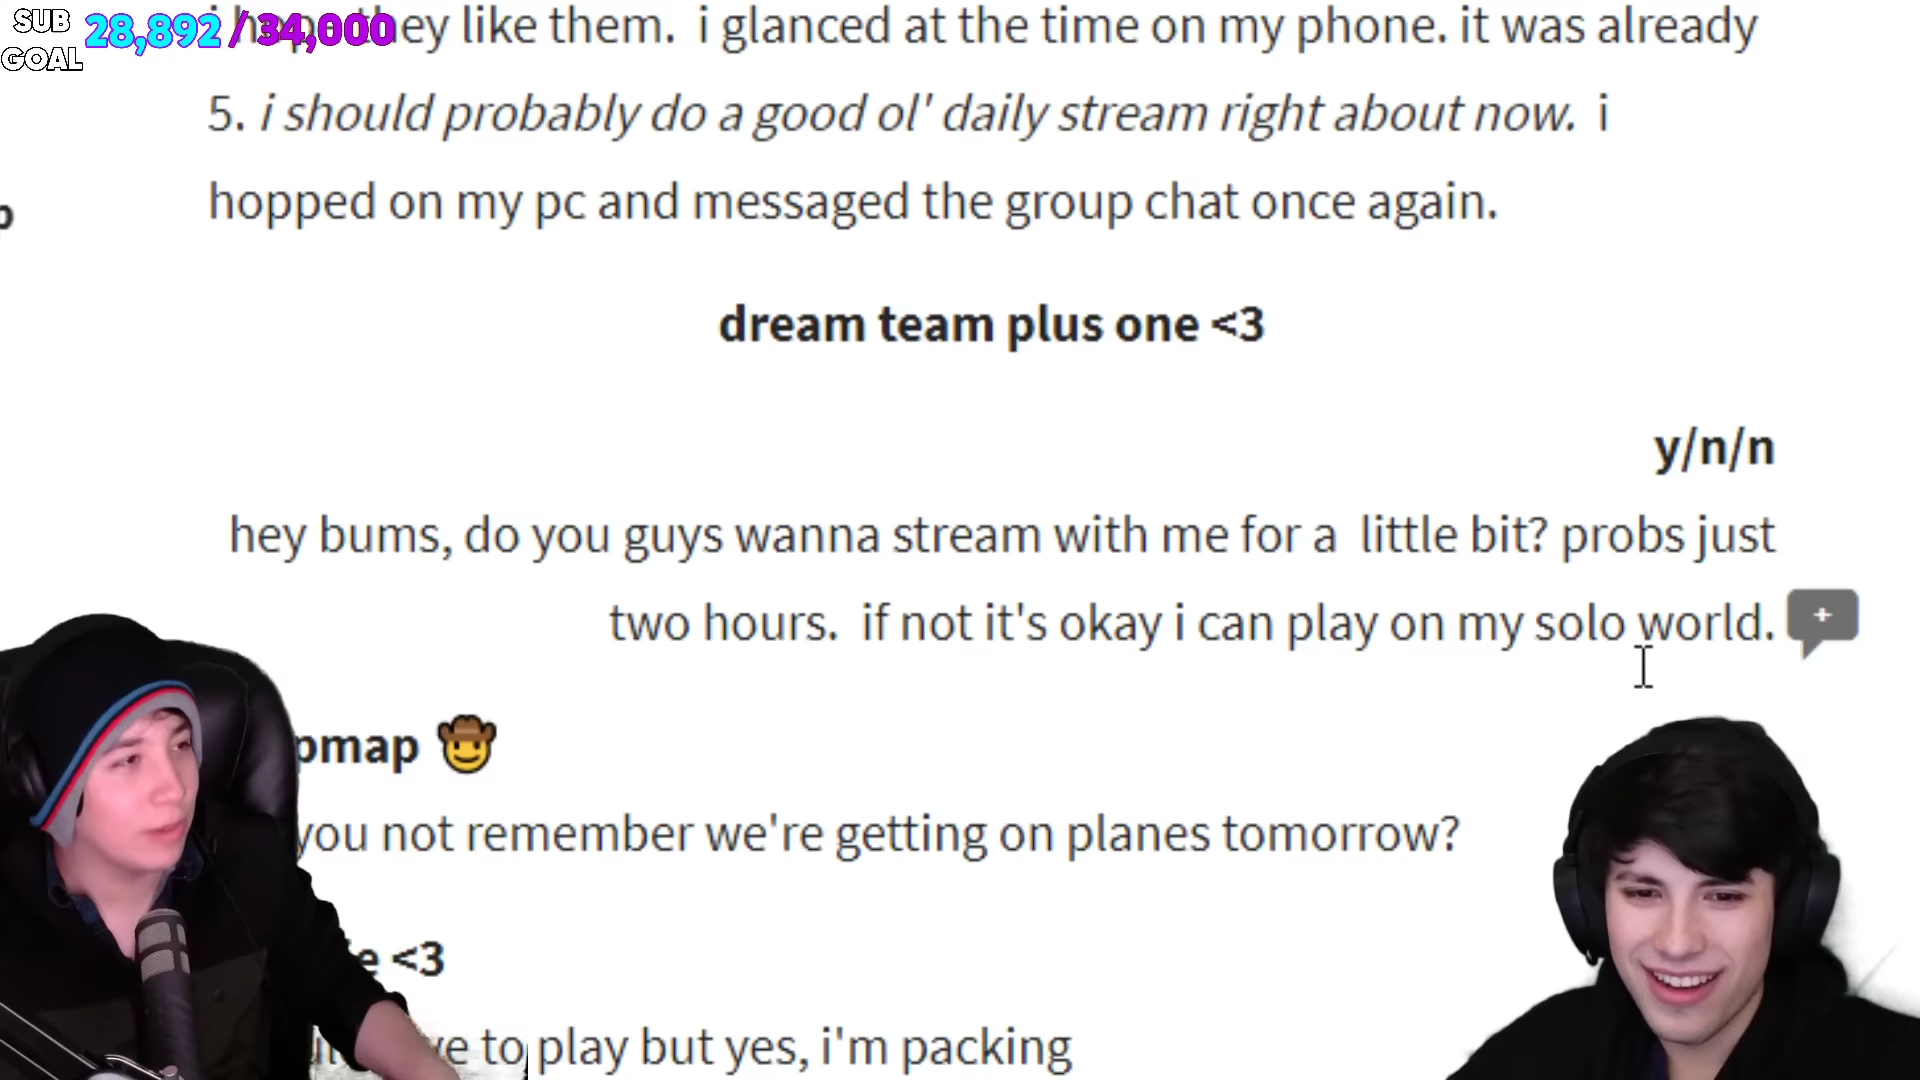 SUB
GOAL 28,892/34,000
they like them. i glanced at the time on my phone. it was already
5. i should probably do a good ol' daily stream right about now. i
hopped on my pc and messaged the group chat once again.
dream team plus one <3
y/n/n
hey bums, do you guys wanna stream with me for a little bit? probs just
two hours. if not it's okay i can play on my solo world.
+
pmap 🤠
you not remember we're getting on planes tomorrow?
e <3
to play but yes, i'm packing